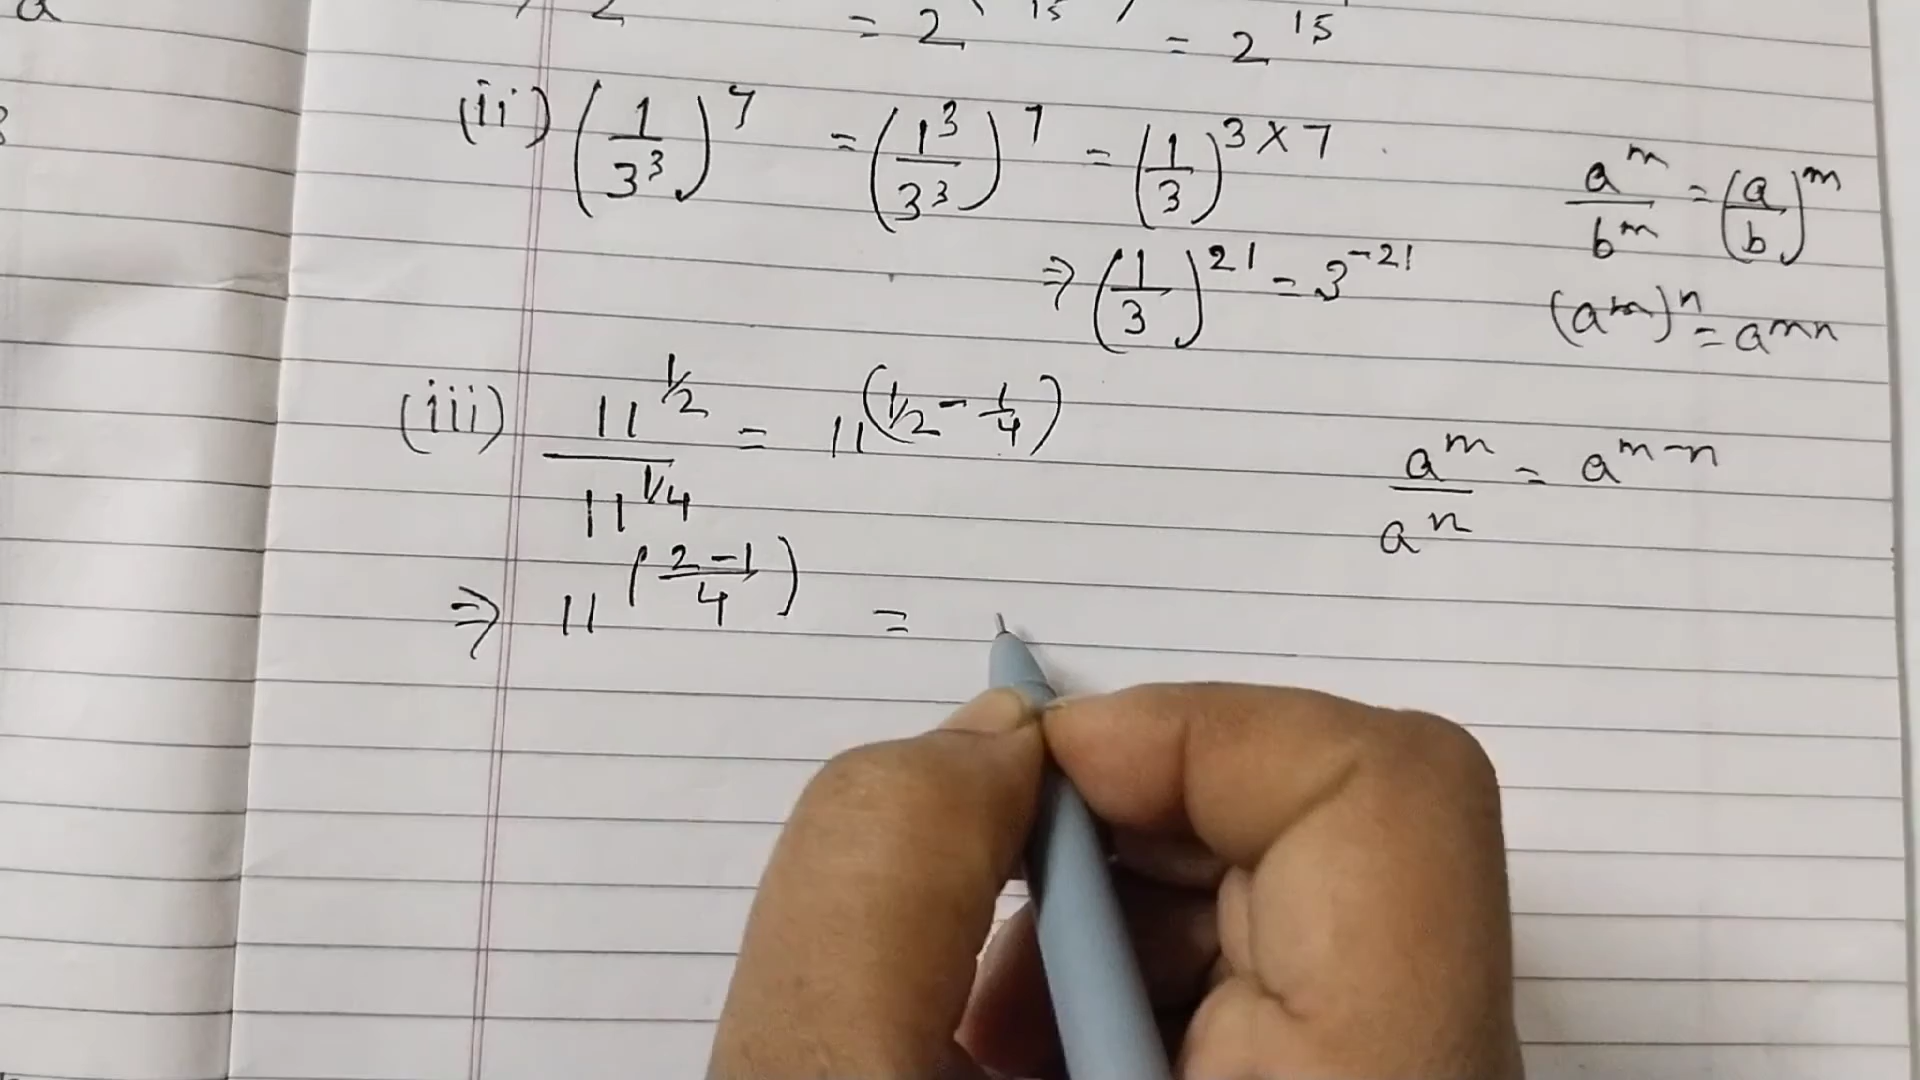 a
= 2 15 = 2^15
(ii) (1/3^3)^7 = (1^3/3^3)^7 = (1/3)^3×7
a^m/b^m = (a/b)^m
⇒ (1/3)^21 = 3^-21
(a^m)^n = a^mn
(iii) 11^1/2 / 11^1/4 = 11^(1/2 - 1/4)
a^m/a^n = a^m-n
⇒ 11^(2-1/4) =